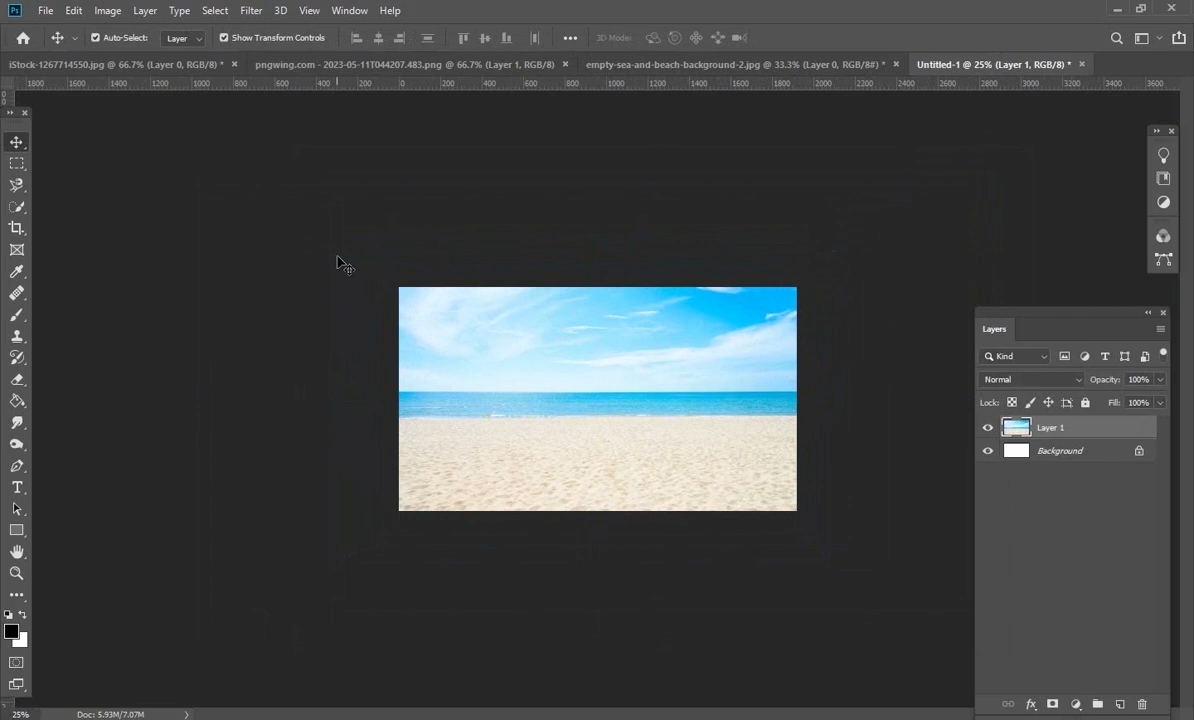 Ps File Edit Image Layer Type Select Filter 3D View Window Help
Auto-Select: Layer Show Transform Controls 3D Mode:
iStock-1267714550.jpg @ 66.7% (Layer 0, RGB/8) * pngwing.com - 2023-05-11T044207.483.png @ 66.7% (Layer 1, RGB/8) empty-sea-and-beach-background-2.jpg @ 33.3% (Layer 0, RGB/8#) * Untitled-1 @ 25% (Layer 1, RGB/8) *
1800 1600 1400 1200 1000 800 600 400 200 0 200 400 600 800 1000 1200 1400 1600 1800 2000 2200 2400 2600 2800 3000 3200 3400 3600
Layers
Kind
Normal Opacity: 100%
Lock: Fill: 100%
Layer 1
Background
25% Doc: 5.93M/7.07M